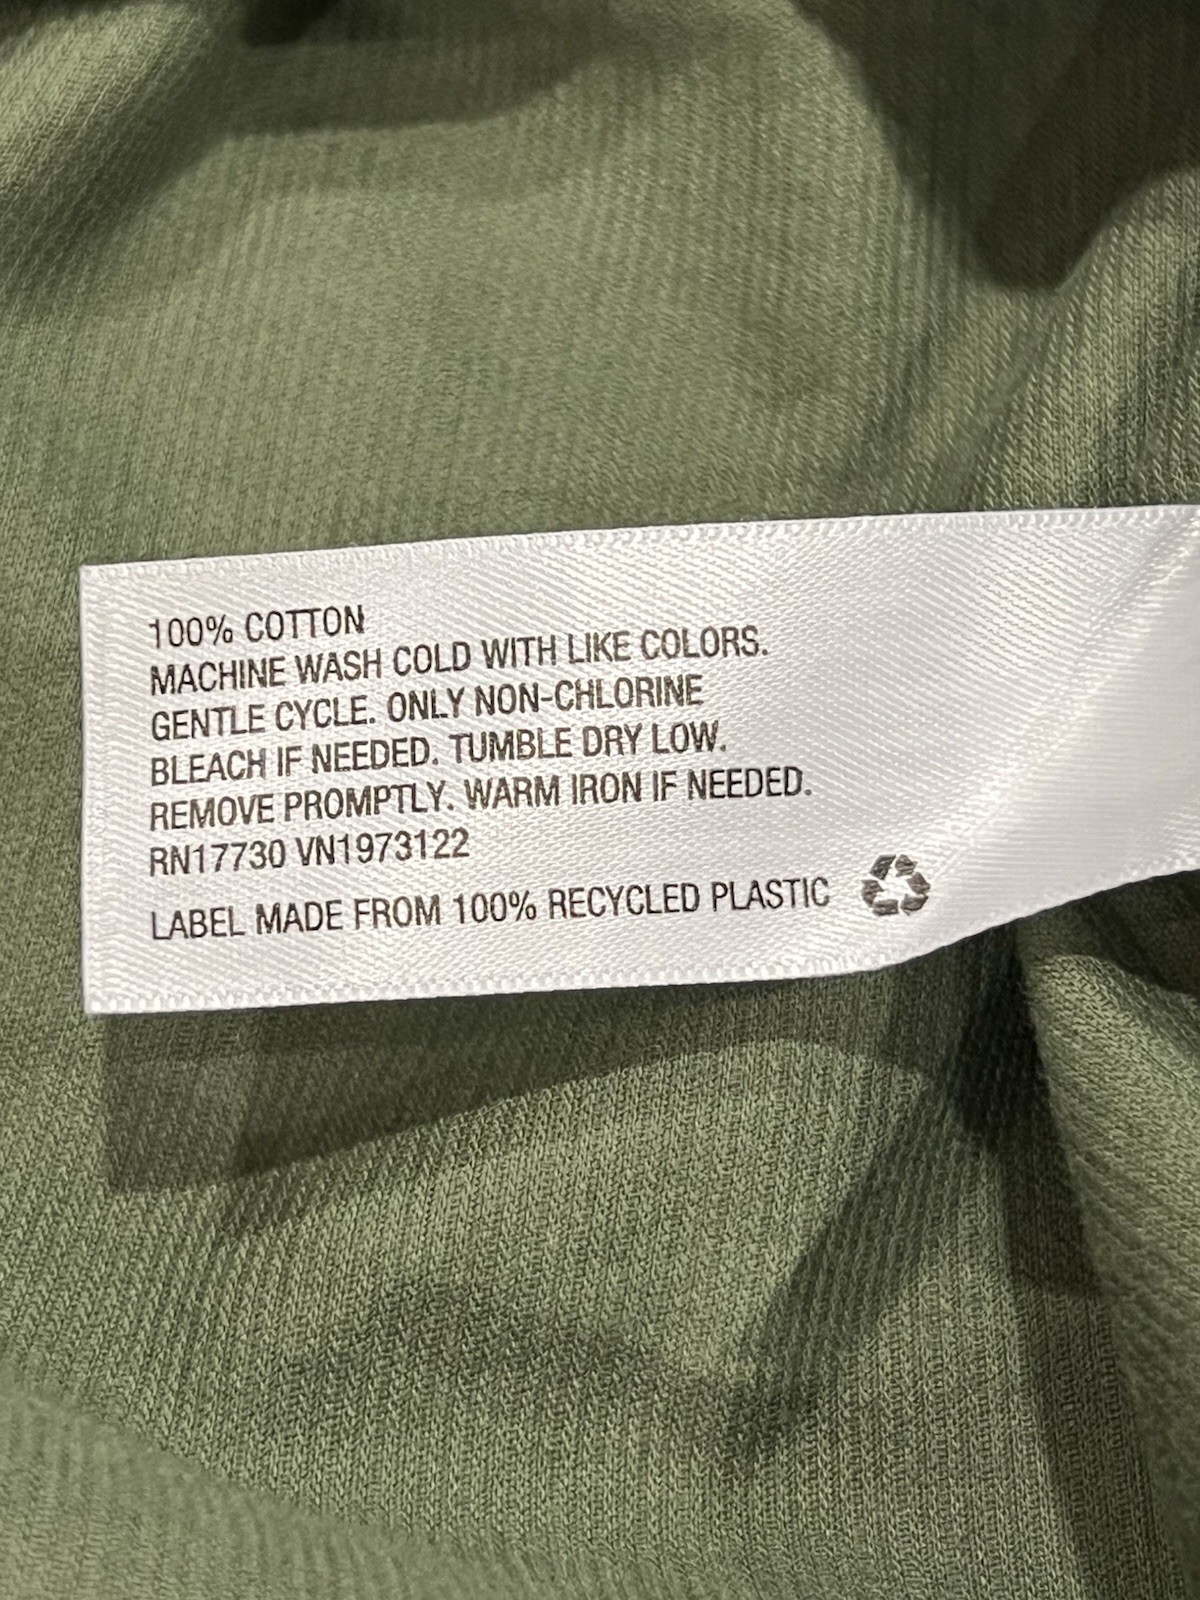 100% COTTON
MACHINE WASH COLD WITH LIKE COLORS.
GENTLE CYCLE. ONLY NON-CHLORINE
BLEACH IF NEEDED. TUMBLE DRY LOW.
REMOVE PROMPTLY. WARM IRON IF NEEDED.
RN17730 VN1973122
LABEL MADE FROM 100% RECYCLED PLASTIC